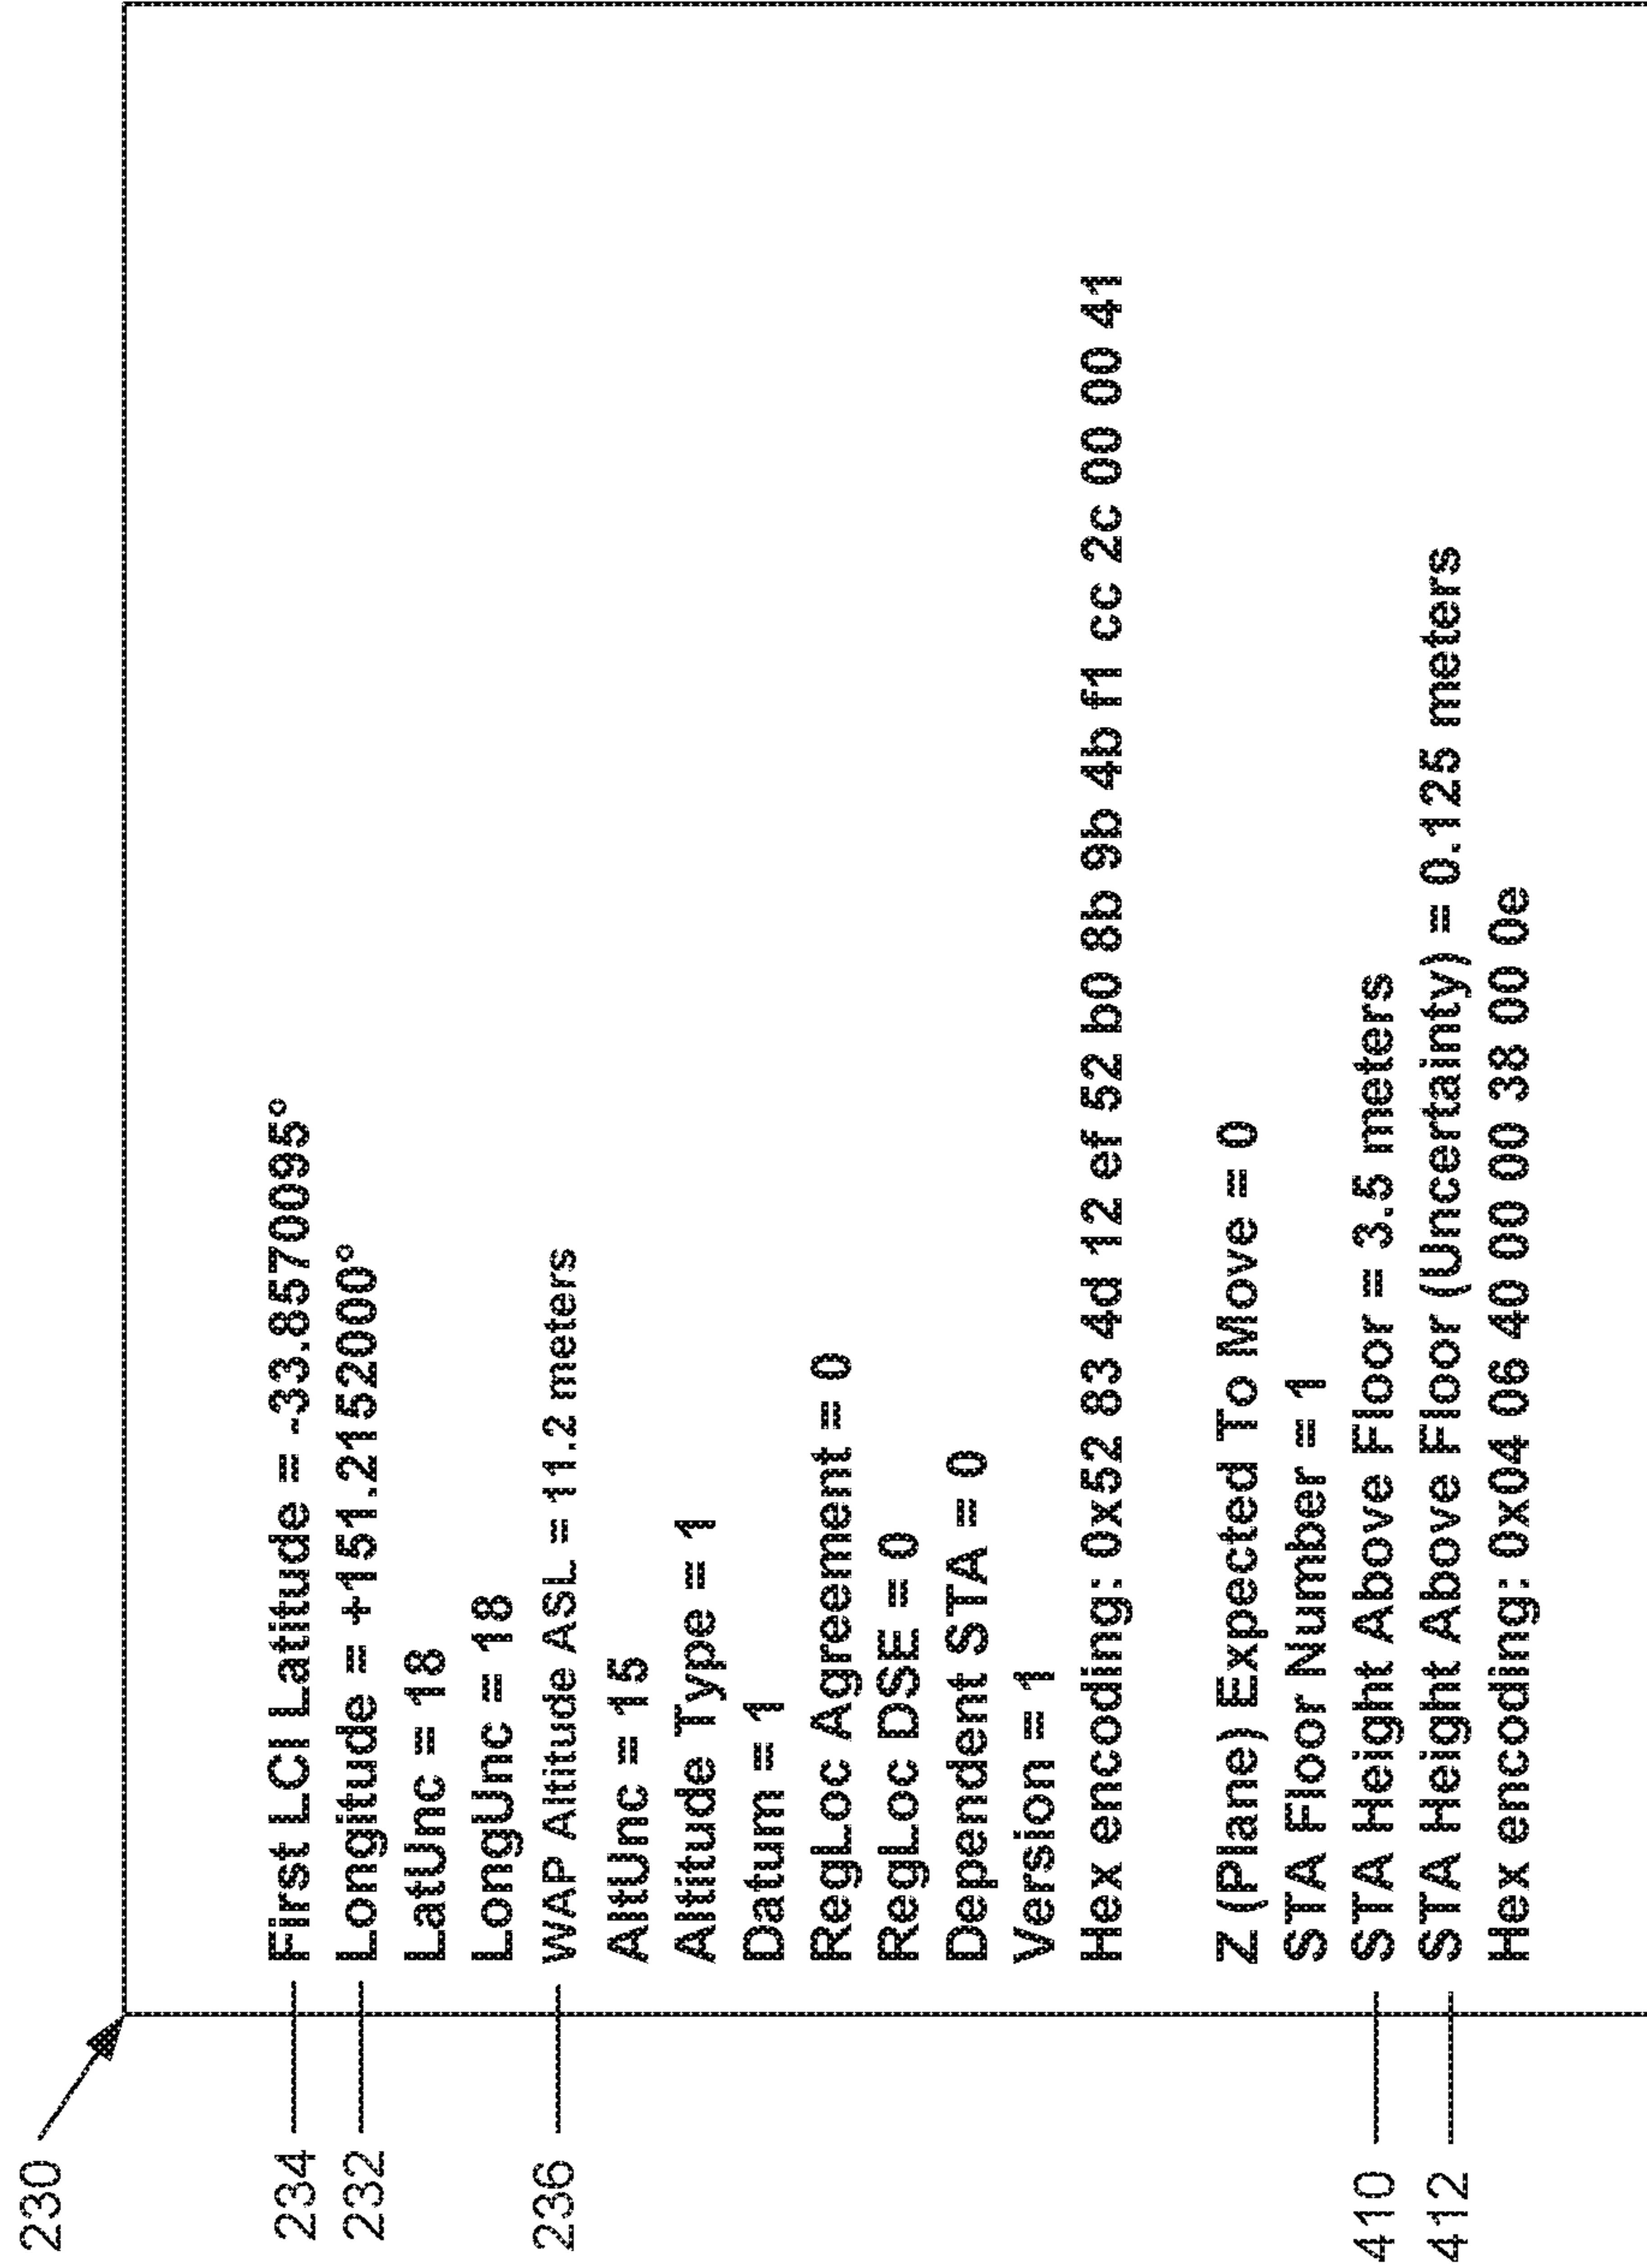 230
234 First LCI Latitude = -33.8570095°
232 Longitude = +151.2152000°
LatUnc = 18
LongUnc = 18
236 WAP Altitude ASL = 11.2 meters
AltUnc = 15
Altitude Type = 1
Datum = 1
RegLoc Agreement = 0
RegLoc DSE = 0
Dependent STA = 0
Version = 1
Hex encoding: 0x52 83 4d 12 ef 52 b0 8b 9b 4b f1 cc 2c 00 00 41
Z (Plane) Expected To Move = 0
STA Floor Number = 1
410 STA Height Above Floor = 3.5 meters
412 STA Height Above Floor (Uncertainty) = 0.125 meters
Hex encoding: 0x04 06 40 00 00 38 00 0e